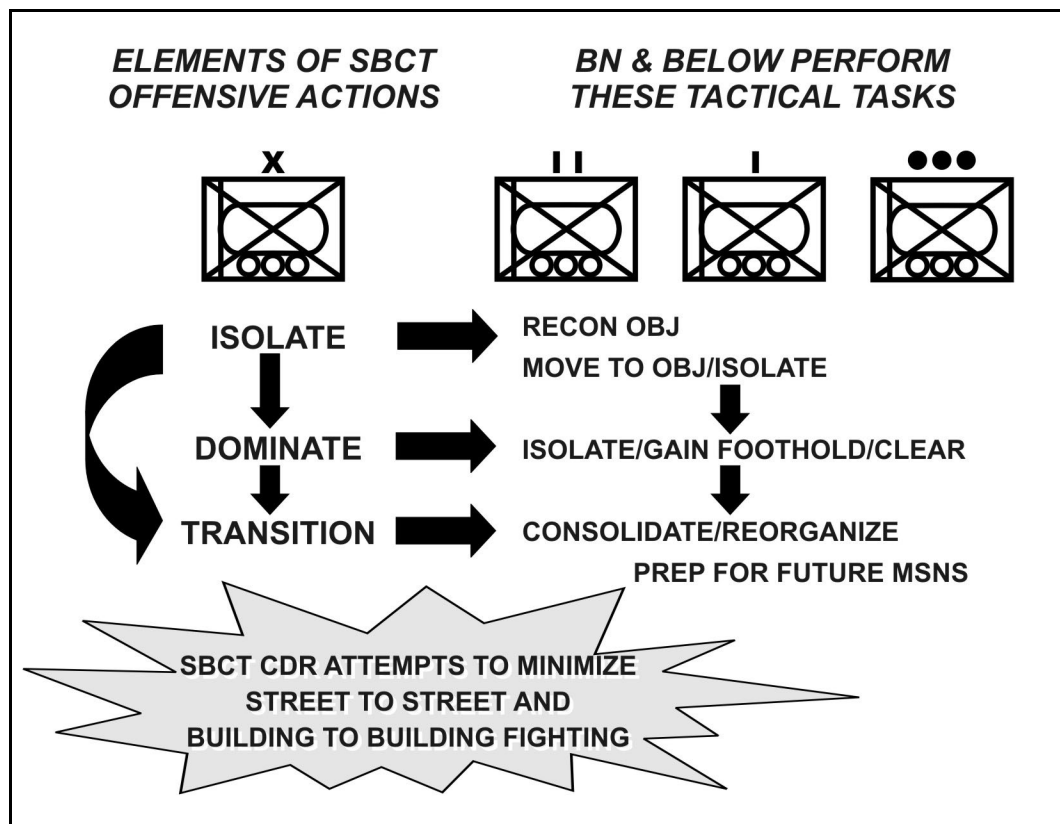 ELEMENTS OF SBCT
OFFENSIVE ACTIONS
BN & BELOW PERFORM
THESE TACTICAL TASKS
X
I I
I
●●●
ISOLATE
RECON OBJ
MOVE TO OBJ/ISOLATE
DOMINATE
ISOLATE/GAIN FOOTHOLD/CLEAR
TRANSITION
CONSOLIDATE/REORGANIZE
PREP FOR FUTURE MSNS
SBCT CDR ATTEMPTS TO MINIMIZE
STREET TO STREET AND
BUILDING TO BUILDING FIGHTING